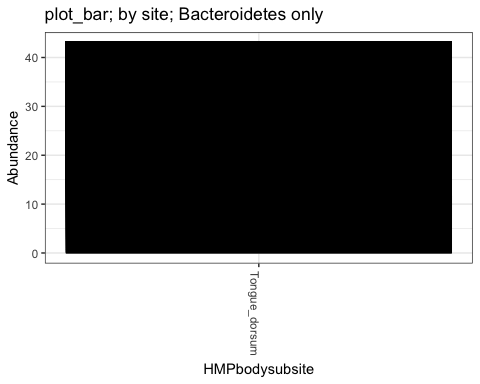 plot_bar; by site; Bacteroidetes only
Abundance
40
30
20
10
0
Tongue_dorsum
HMPbodysubsite